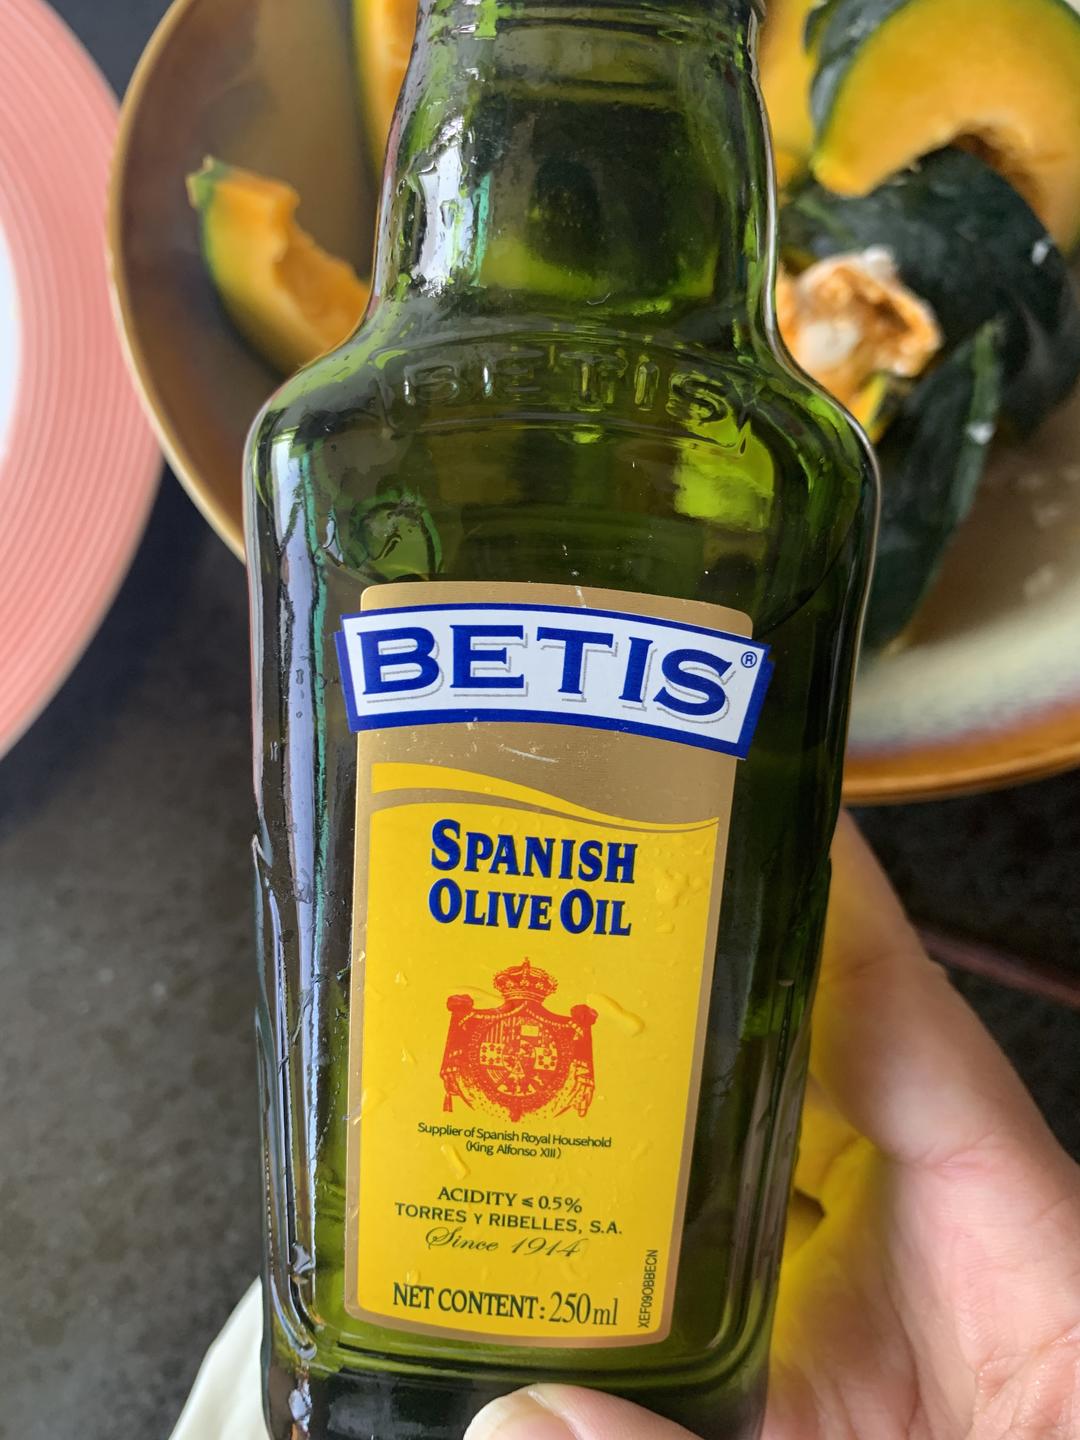 BETIS
BETIS®
SPANISH
OLIVE OIL
Supplier of Spanish Royal Household
(King Alfonso XIII)
ACIDITY ≤ 0.5%
TORRES Y RIBELLES, S.A.
Since 1914
NET CONTENT: 250ml
XEF09OBBECN